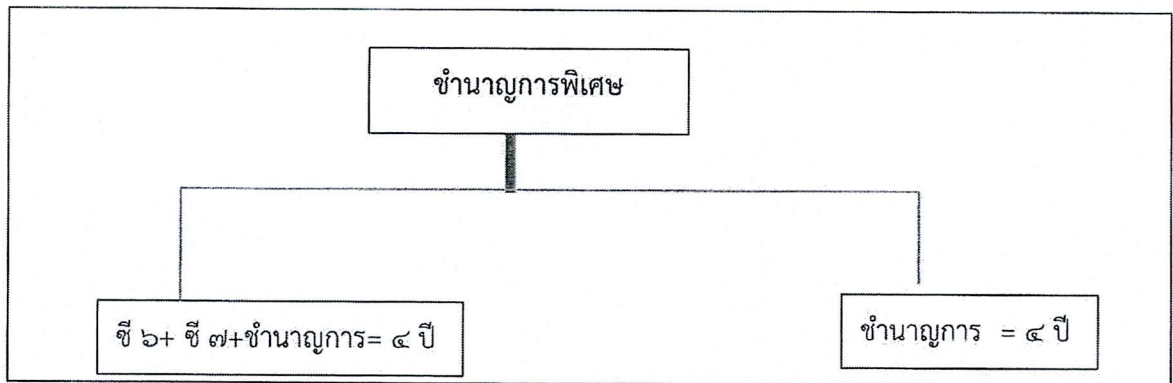 ชำนาญการพิเศษ
ซี ๖+ ซี ๗+ชำนาญการ= ๔ ปี
ชำนาญการ = ๔ ปี